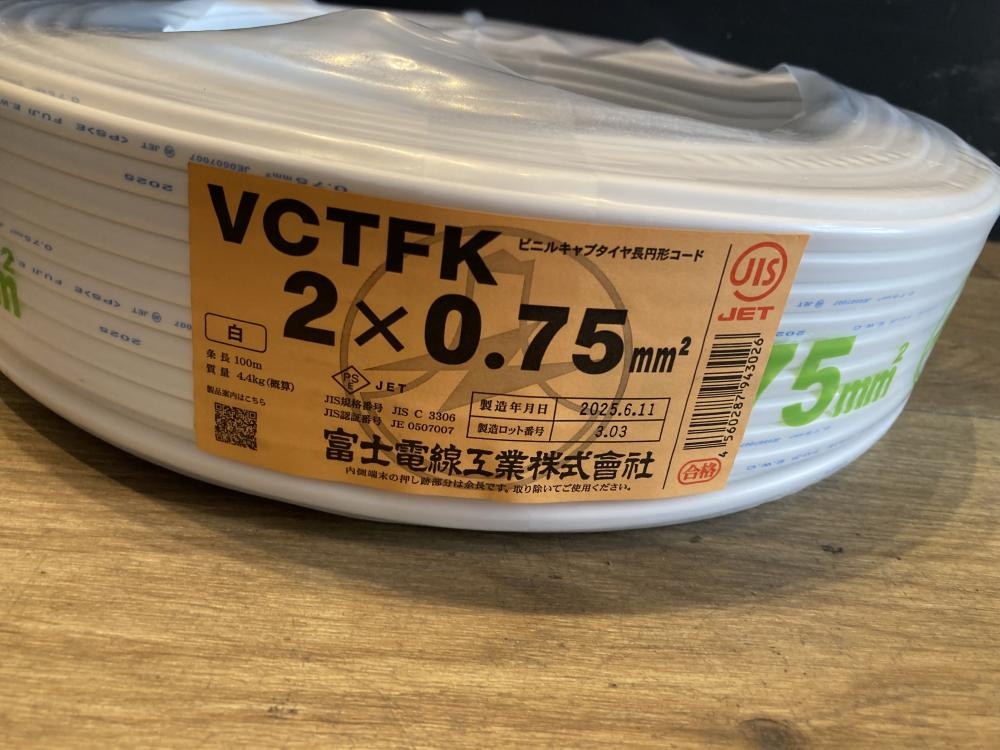 VCTFK
ビニルキャブタイヤ長円形コード
2×0.75mm²
白
条長 100m
質量 4.4kg(概算)
製品案内はこちら
PS E JET
JIS規格番号 JIS C 3306
JIS認証番号 JE 0507007
製造年月日 2025.6.11
製造ロット番号 3.03
富士電線工業株式會社
内側端末の押し跡部分は余長です。取り除いてご使用ください。
JIS
JET
4560287943026
合格
75mm²
2025
2025